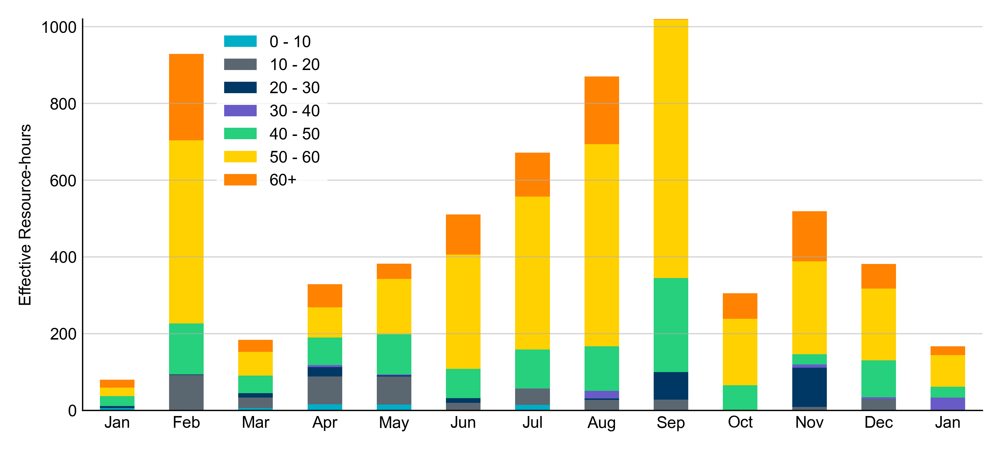 1000
800
600
400
200
0
Effective Resource-hours
0 - 10
10 - 20
20 - 30
30 - 40
40 - 50
50 - 60
60+
Jan Feb Mar Apr May Jun Jul Aug Sep Oct Nov Dec Jan